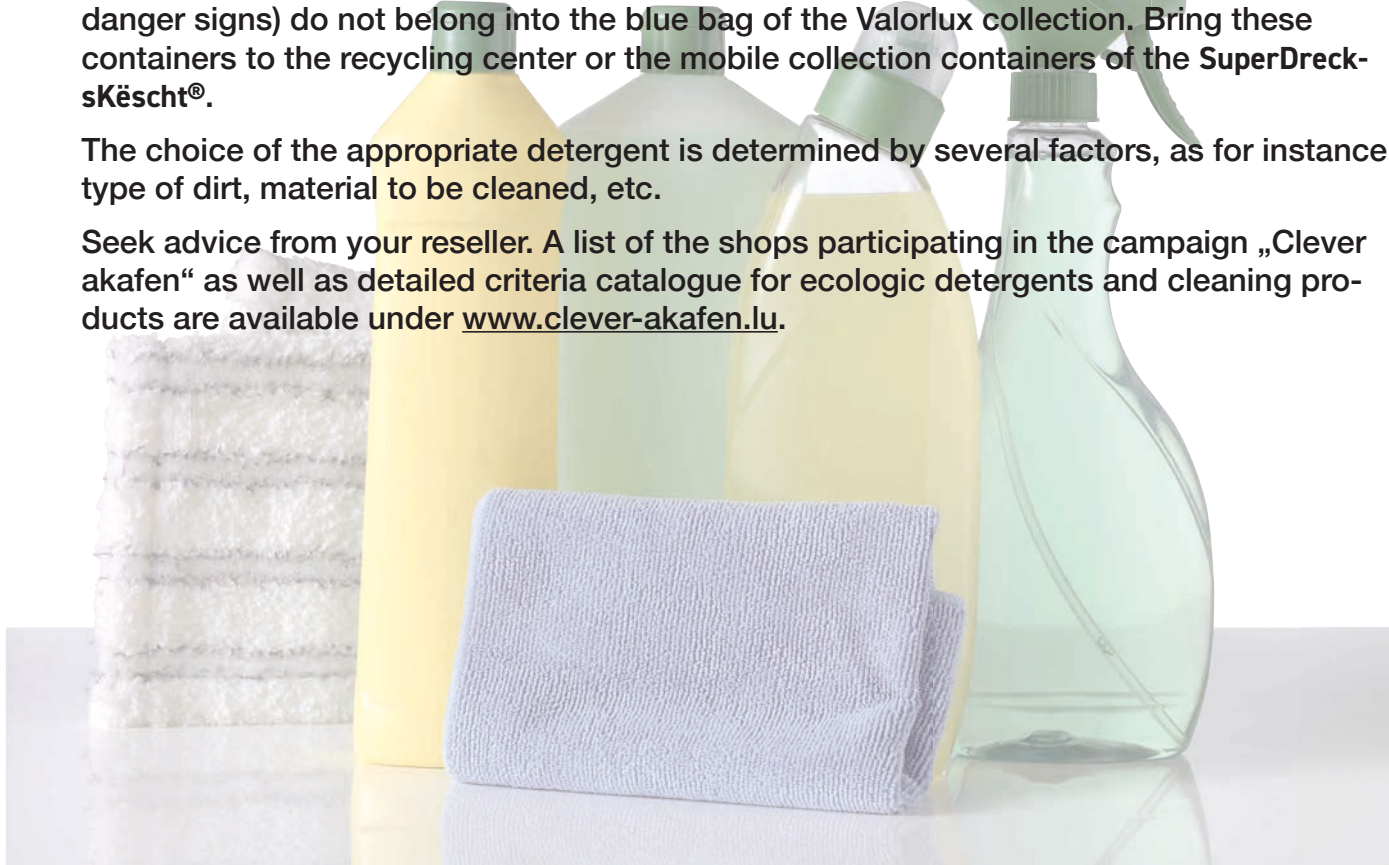 danger signs) do not belong into the blue bag of the Valorlux collection. Bring these
containers to the recycling center or the mobile collection containers of the SuperDreck-
sKëscht®.
The choice of the appropriate detergent is determined by several factors, as for instance
type of dirt, material to be cleaned, etc.
Seek advice from your reseller. A list of the shops participating in the campaign „Clever
akafen“ as well as detailed criteria catalogue for ecologic detergents and cleaning pro-
ducts are available under www.clever-akafen.lu.